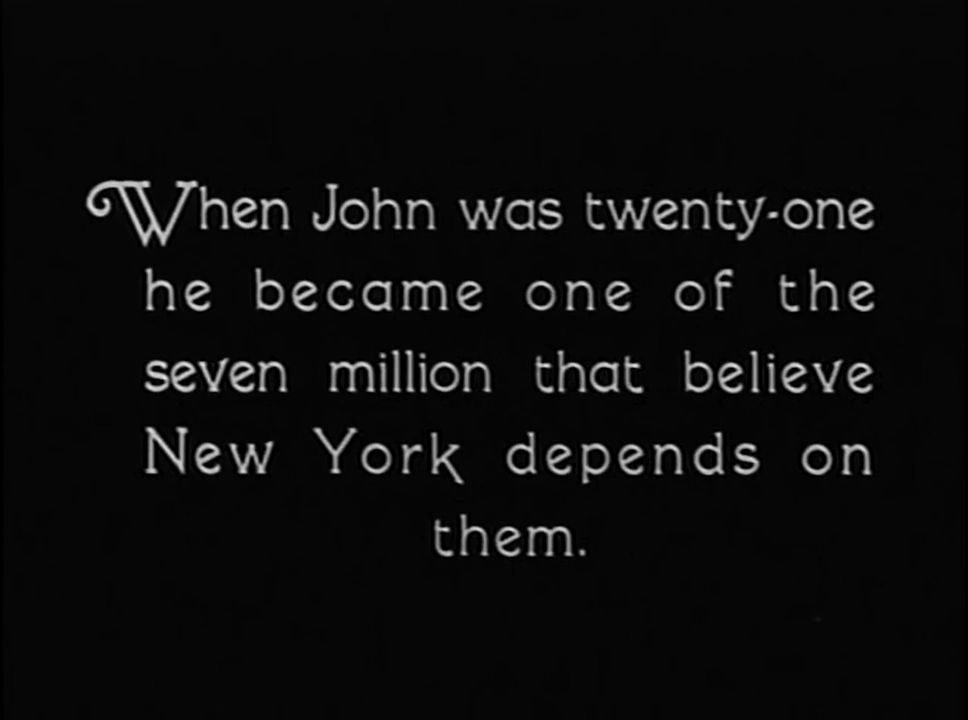 When John was twenty-one
he became one of the
seven million that believe
New York depends on
them.